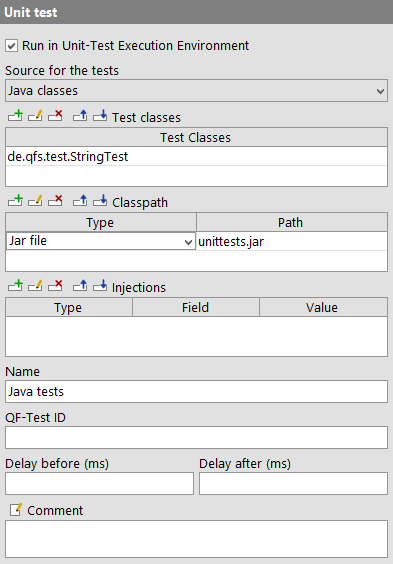 Unit test
Run in Unit-Test Execution Environment
Source for the tests
Java classes
Test classes
Test Classes
de.qfs.test.StringTest
Classpath
Type Path
Jar file unittests.jar
Injections
Type Field Value
Name
Java tests
QF-Test ID
Delay before (ms) Delay after (ms)
Comment